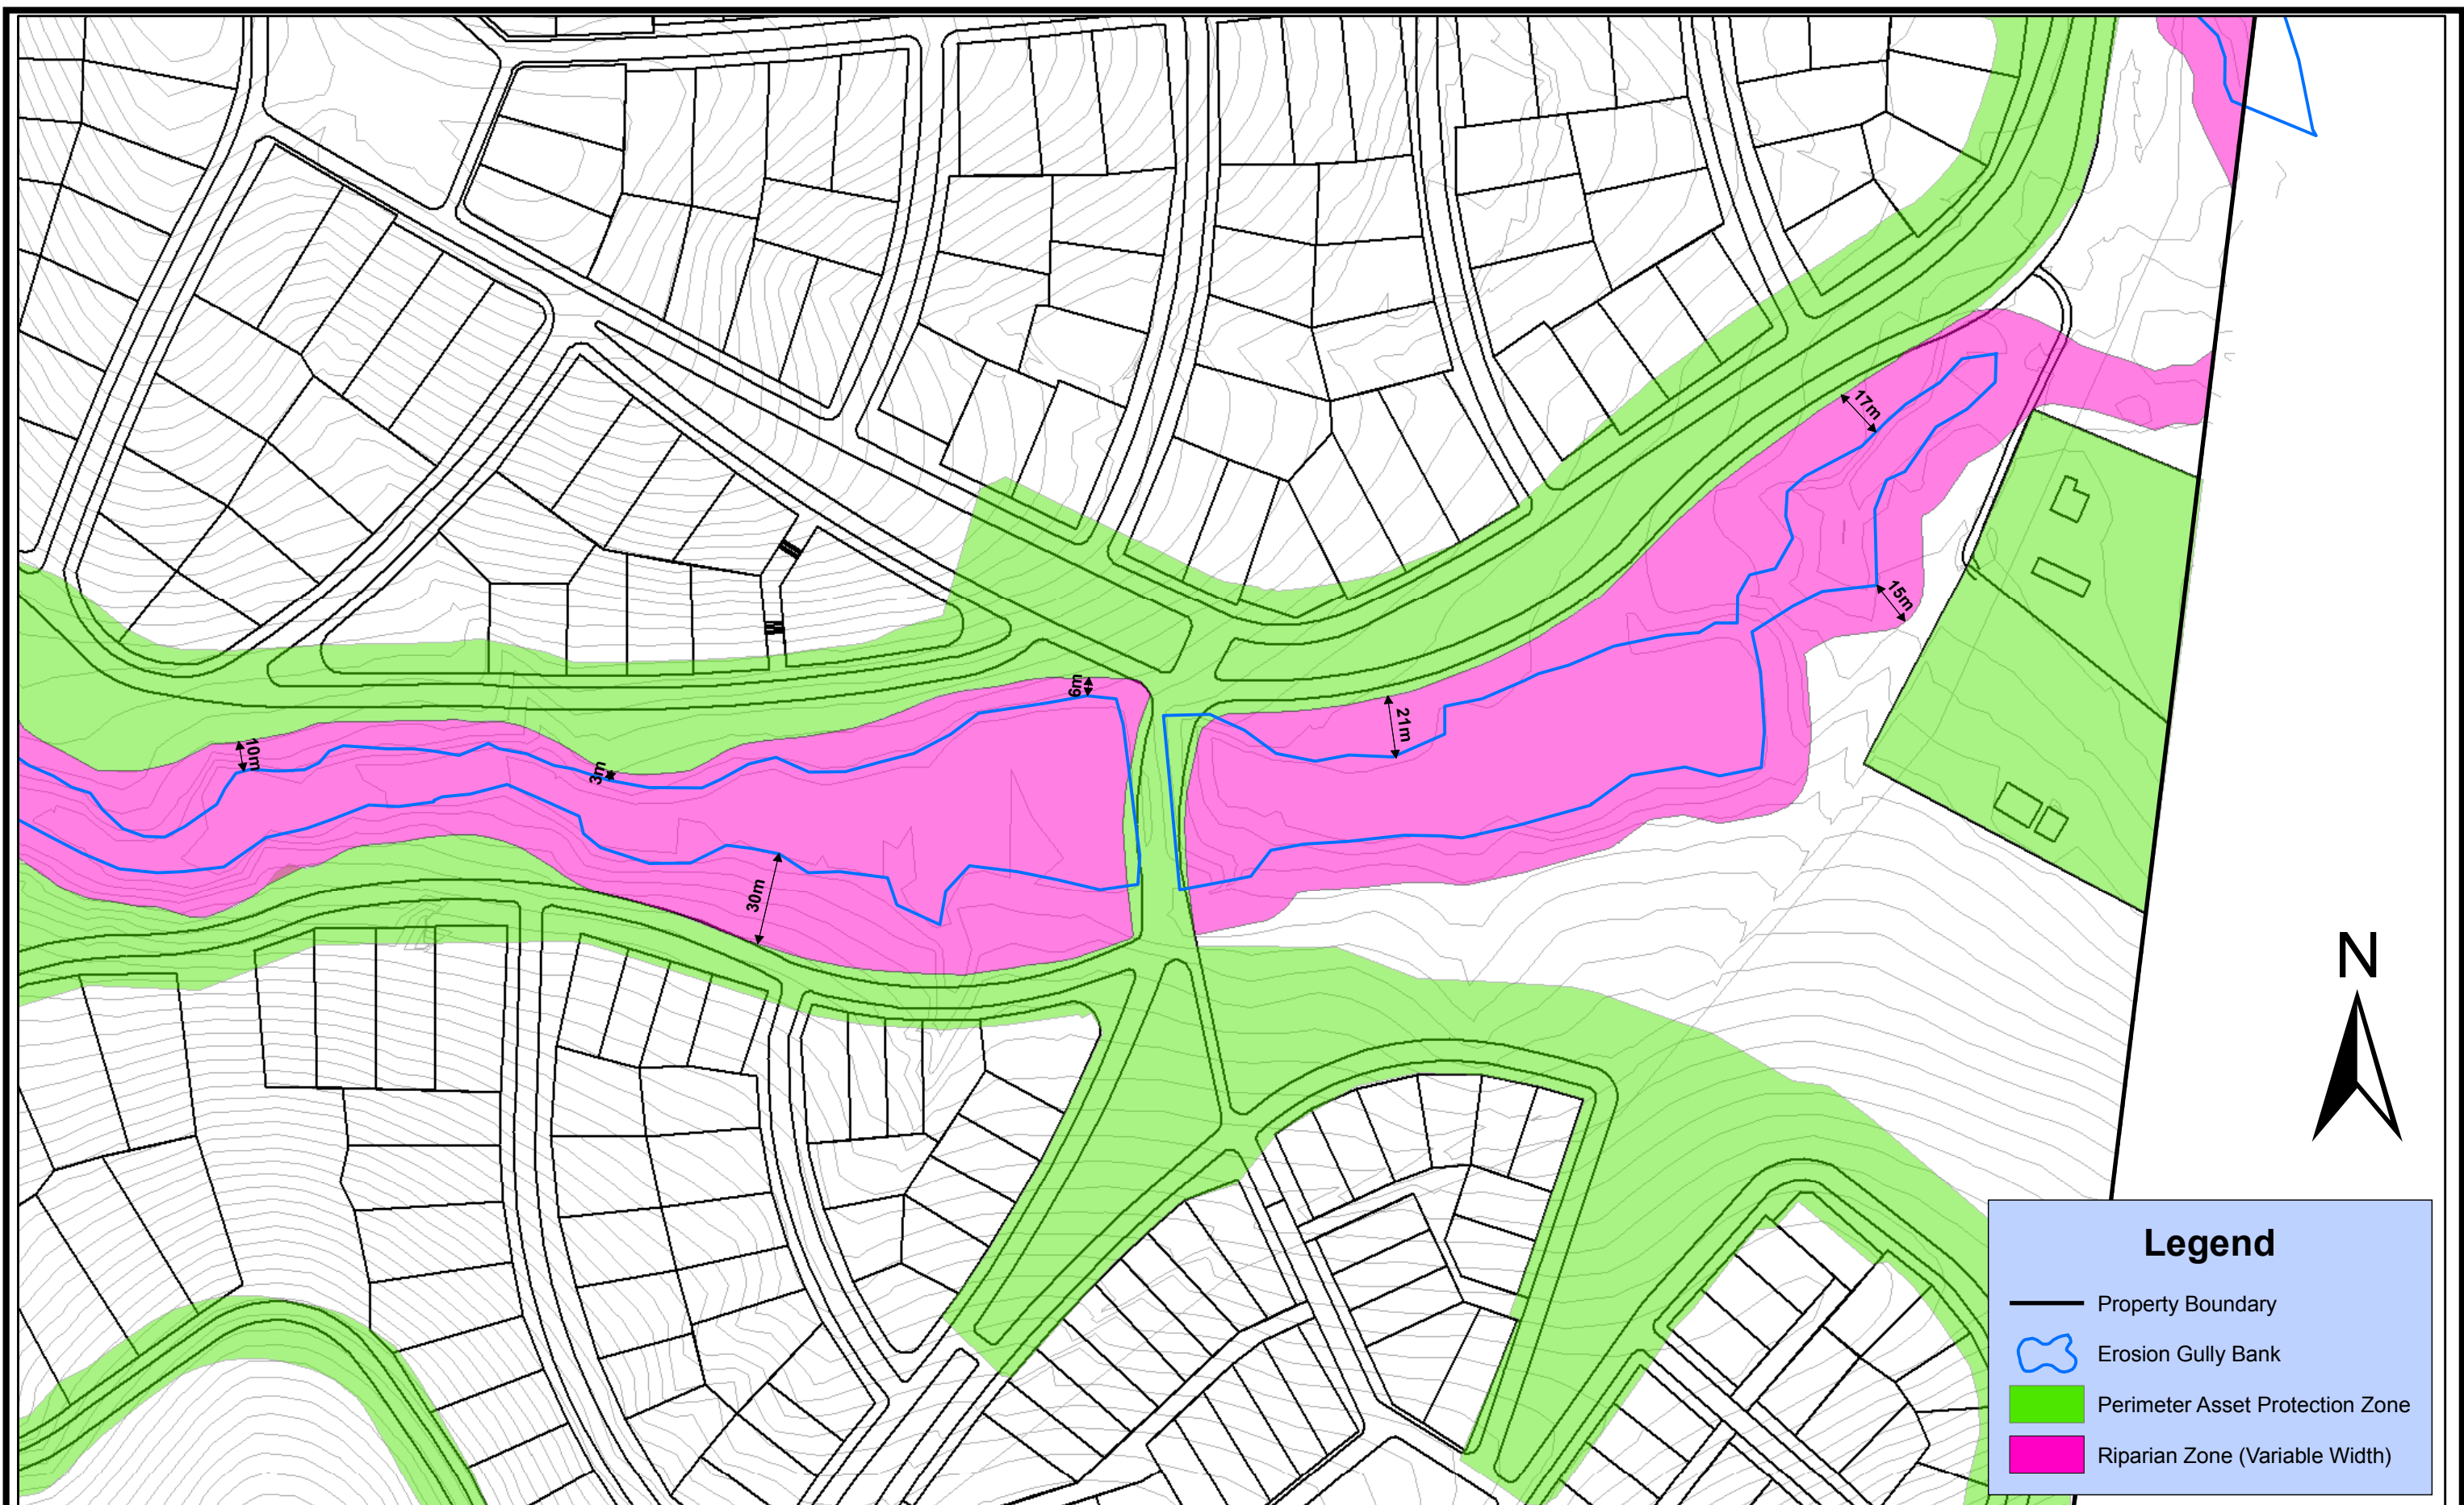 17m
15m
6m
21m
10m
3m
30m
N
Legend
Property Boundary
Erosion Gully Bank
Perimeter Asset Protection Zone
Riparian Zone (Variable Width)